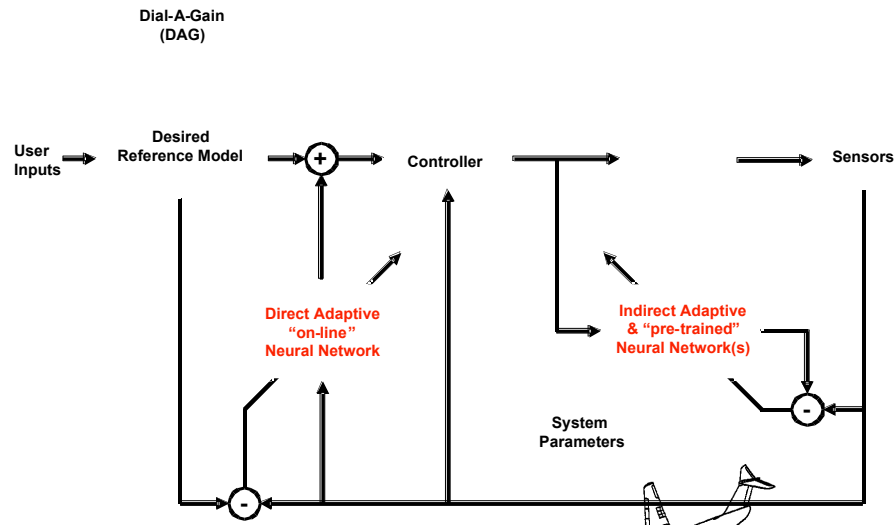 Dial-A-Gain
(DAG)
User
Inputs
Desired
Reference Model
+
Controller
Sensors
Direct Adaptive
“on-line”
Neural Network
Indirect Adaptive
& “pre-trained”
Neural Network(s)
-
System
Parameters
-